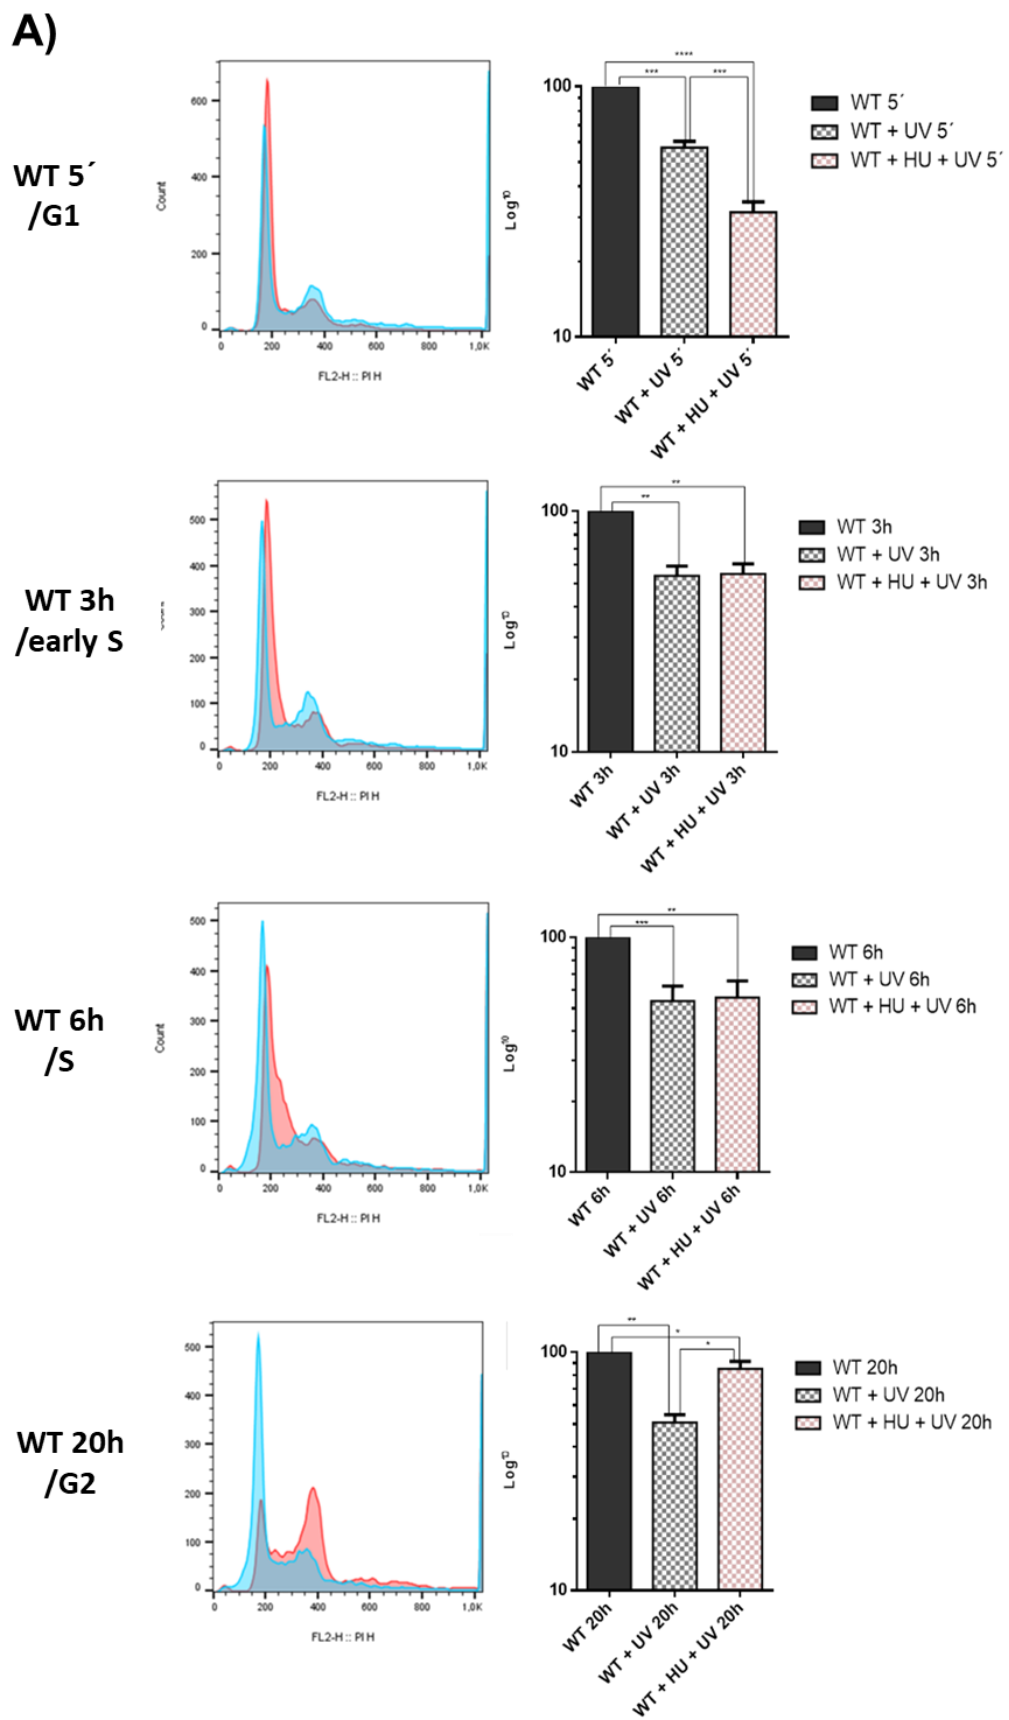 A)
WT 5´
/G1
Count
600
400
200
0
0 200 400 600 800 1,0K
FL2-H :: PI H
**** 
*** ***
Log10
100
10
WT 5´
WT + UV 5´
WT + HU + UV 5´
WT 5´
WT + UV 5´
WT + HU + UV 5´
WT 3h
/early S
500
400
300
200
100
0
0 200 400 600 800 1,0K
FL2-H :: PI H
**
**
Log10
100
10
WT 3h
WT + UV 3h
WT + HU + UV 3h
WT 3h
WT + UV 3h
WT + HU + UV 3h
WT 6h
/S
Count
500
400
300
200
100
0
0 200 400 600 800 1,0K
FL2-H :: PI H
**
***
Log10
100
10
WT 6h
WT + UV 6h
WT + HU + UV 6h
WT 6h
WT + UV 6h
WT + HU + UV 6h
WT 20h
/G2
500
400
300
200
100
0
0 200 400 600 800 1,0K
FL2-H :: PI H
**
*
*
Log10
100
10
WT 20h
WT + UV 20h
WT + HU + UV 20h
WT 20h
WT + UV 20h
WT + HU + UV 20h